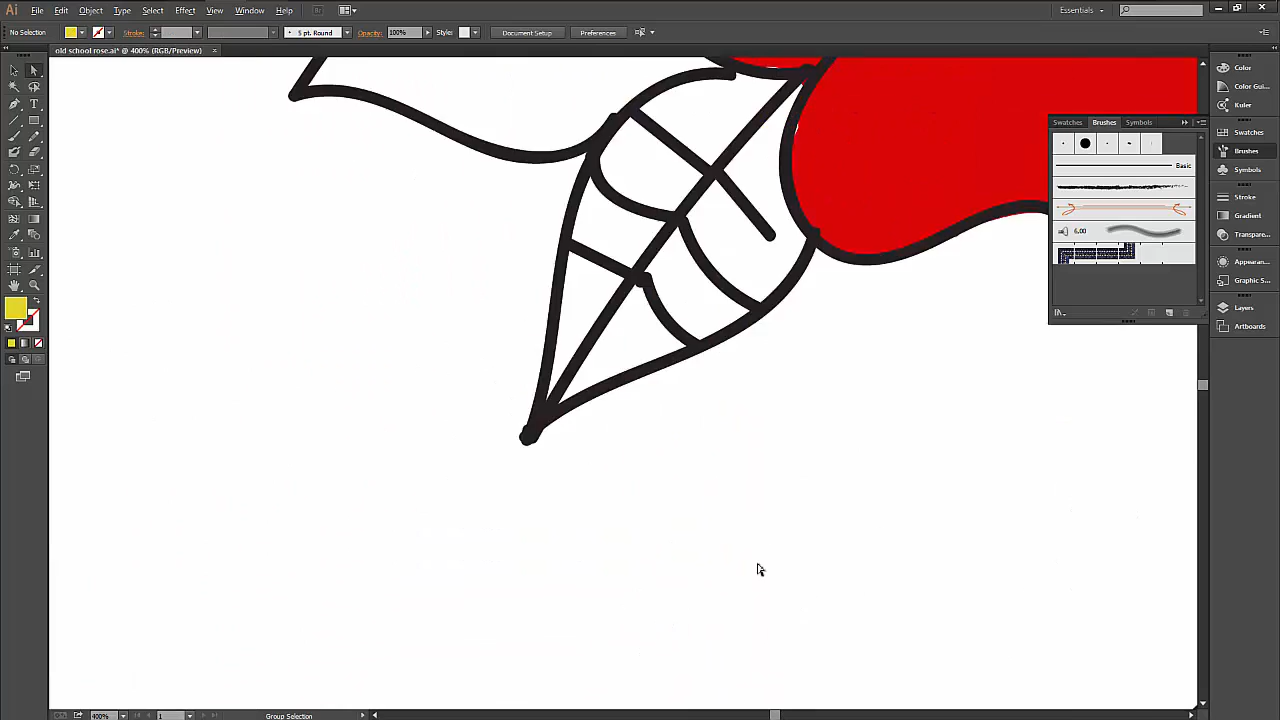 Ai File Edit Object Type Select Effect View Window Help Br Essentials
No Selection Stroke: 5 pt. Round Opacity: 100% Styles Document Setup Preferences
old school rose.ai* @ 400% (RGB/Preview) ×
Swatches Brushes Symbols
Basic
6.00
Color
Color Gui...
Kuler
Swatches
Brushes
Symbols
Stroke
Gradient
Transpare...
Appearan...
Graphic S...
Layers
Artboards
400% 1 Group Selection